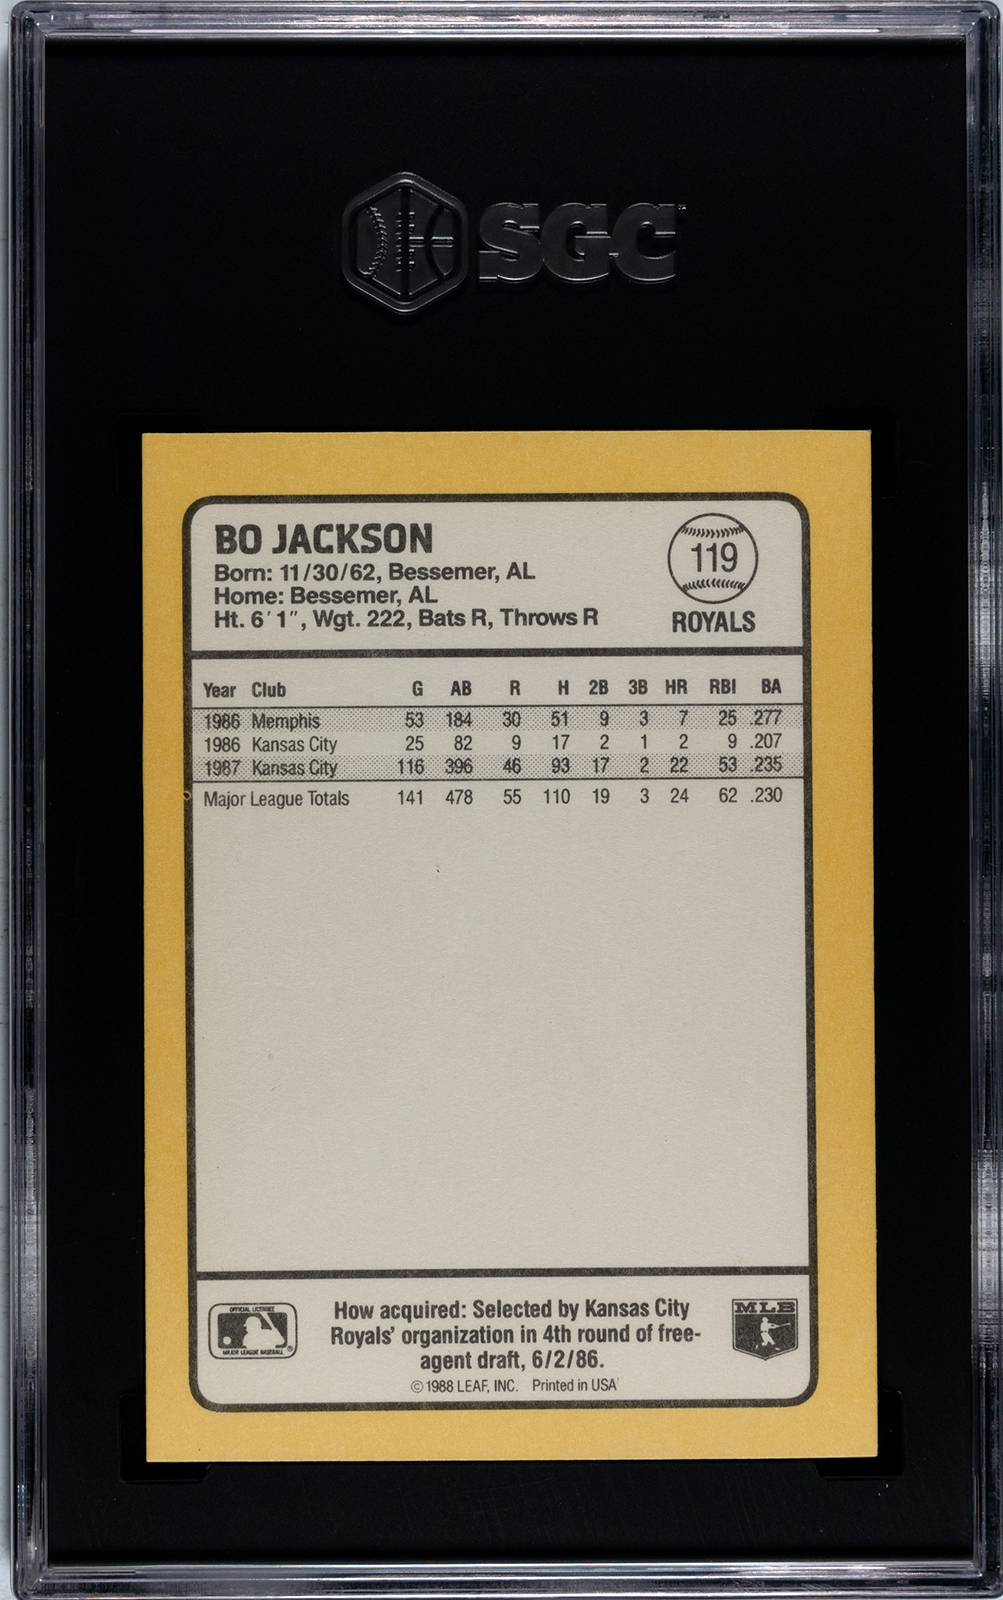 SGC
BO JACKSON
Born: 11/30/62, Bessemer, AL
Home: Bessemer, AL
Ht. 6'1", Wgt. 222, Bats R, Throws R
119
ROYALS
Year Club G AB R H 2B 3B HR RBI BA
1986 Memphis 53 184 30 51 9 3 7 25 .277
1986 Kansas City 25 82 9 17 2 1 2 9 .207
1987 Kansas City 116 396 46 93 17 2 22 53 .235
Major League Totals 141 478 55 110 19 3 24 62 .230
OFFICIAL LICENSEE
MAJOR LEAGUE BASEBALL
®
How acquired: Selected by Kansas City
Royals' organization in 4th round of free-
agent draft, 6/2/86.
© 1988 LEAF, INC. Printed in USA
MLB